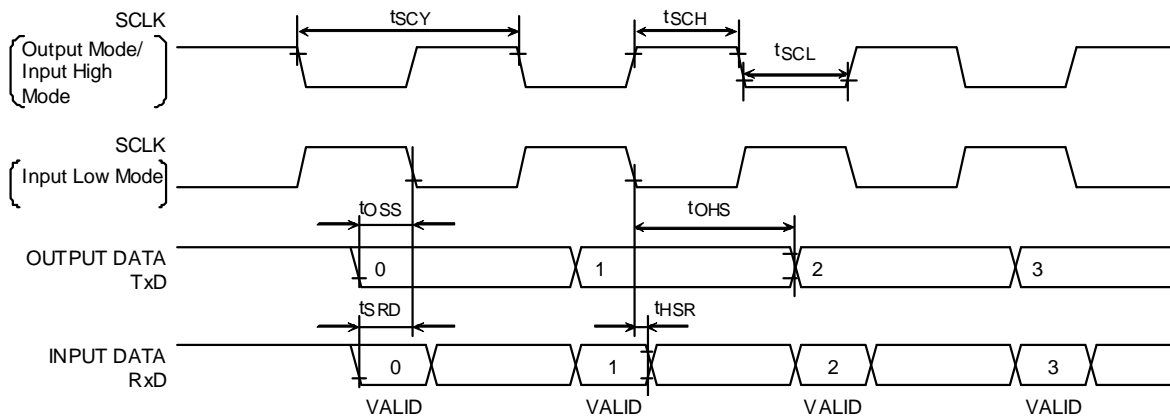 SCLK
Output Mode/
Input High
Mode
tSCY
tSCH
tSCL
SCLK
Input Low Mode
tOSS
tOHS
OUTPUT DATA
TxD
0
1
2
3
tSRD
tHSR
INPUT DATA
RxD
0
1
2
3
VALID
VALID
VALID
VALID